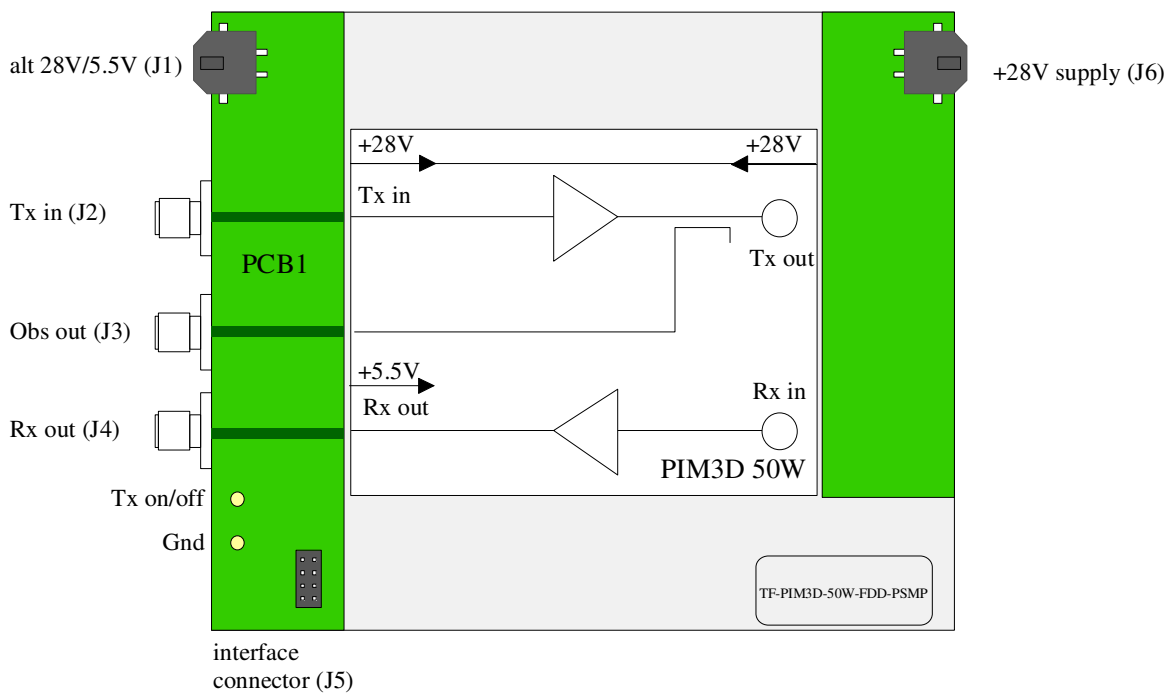 alt 28V/5.5V (J1)
+28V supply (J6)
+28V
+28V
Tx in (J2)
Tx in
PCB1
Tx out
Obs out (J3)
+5.5V
Rx out
Rx in
Rx out (J4)
PIM3D 50W
Tx on/off
Gnd
TF-PIM3D-50W-FDD-PSMP
interface
connector (J5)